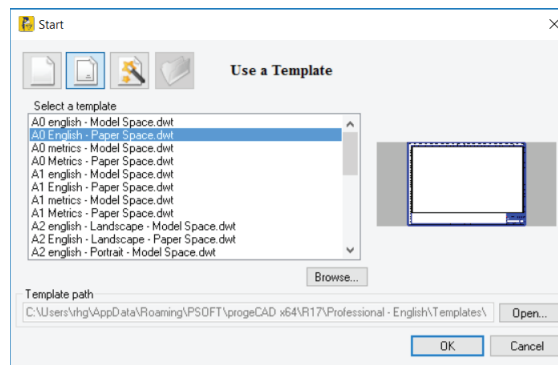 Start
Use a Template
Select a template
A0 english - Model Space.dwt
A0 English - Paper Space.dwt
A0 metrics - Model Space.dwt
A0 Metrics - Paper Space.dwt
A1 english - Model Space.dwt
A1 English - Paper Space.dwt
A1 metrics - Model Space.dwt
A1 Metrics - Paper Space.dwt
A2 english - Landscape - Model Space.dwt
A2 English - Landscape - Paper Space.dwt
A2 english - Portrait - Model Space.dwt
Browse...
Template path
C:\Users\rhg\AppData\Roaming\PSOFT\progeCAD x64\R17\Professional - English\Templates\
Open...
OK
Cancel